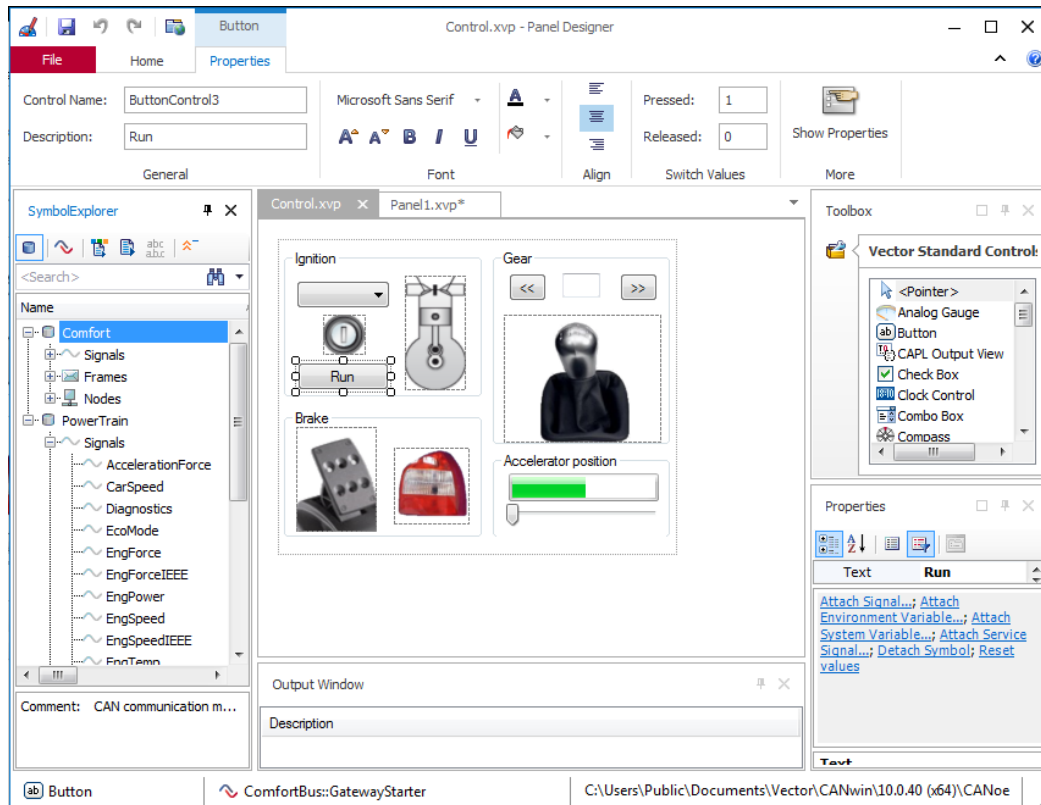 Button
Control.xvp - Panel Designer
File
Home
Properties
Control Name:
ButtonControl3
Description:
Run
General
Microsoft Sans Serif
A
A A B I U
Font
Align
Pressed:
1
Released:
0
Switch Values
Show Properties
More
SymbolExplorer
abc
a.b.c
<Search>
Name
Comfort
Signals
Frames
Nodes
PowerTrain
Signals
AccelerationForce
CarSpeed
Diagnostics
EcoMode
EngForce
EngForceIEEE
EngPower
EngSpeed
EngSpeedIEEE
EngTemp
Comment: CAN communication m...
Control.xvp
Panel1.xvp*
Ignition
Run
Brake
Gear
<<
>>
Accelerator position
Output Window
Description
Toolbox
Vector Standard Controls
<Pointer>
Analog Gauge
ab Button
CAPL Output View
Check Box
Clock Control
Combo Box
Compass
Properties
A
Z
Text Run
Attach Signal...; Attach
Environment Variable...; Attach
System Variable...; Attach Service
Signal...; Detach Symbol; Reset
values
Text
ab Button
ComfortBus::GatewayStarter
C:\Users\Public\Documents\Vector\CANwin\10.0.40 (x64)\CANoe